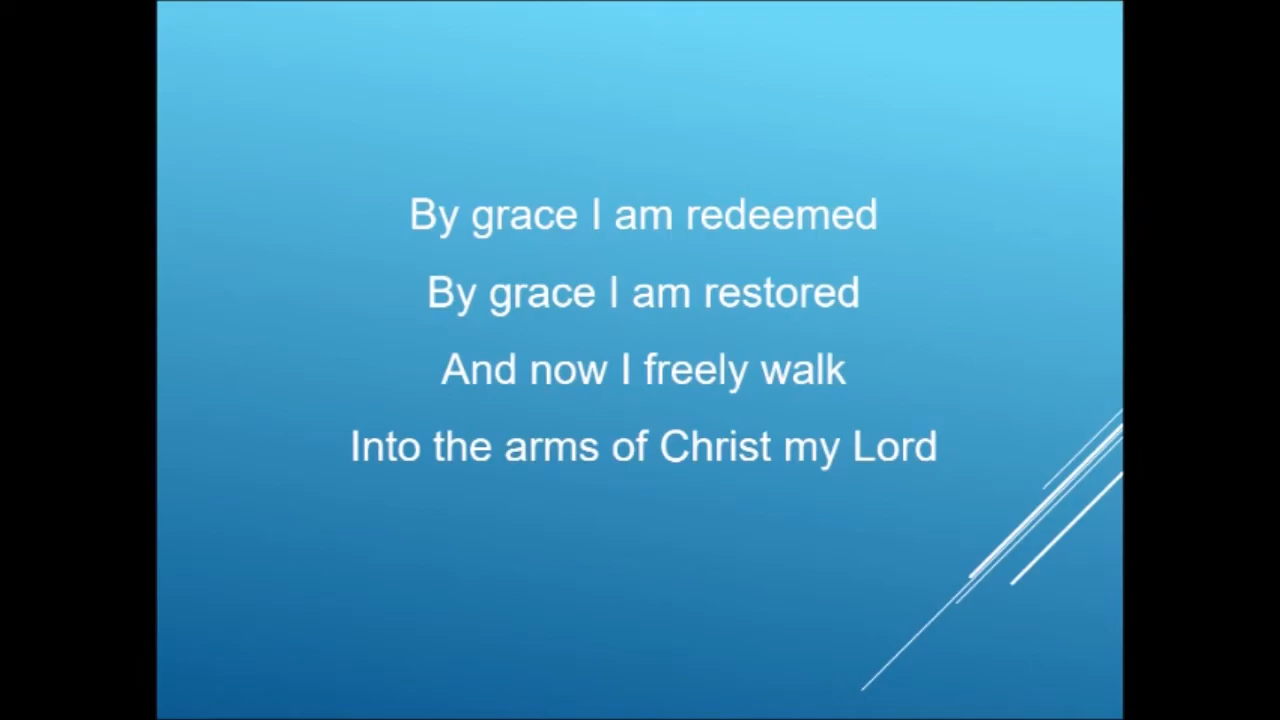 By grace I am redeemed
By grace I am restored
And now I freely walk
Into the arms of Christ my Lord